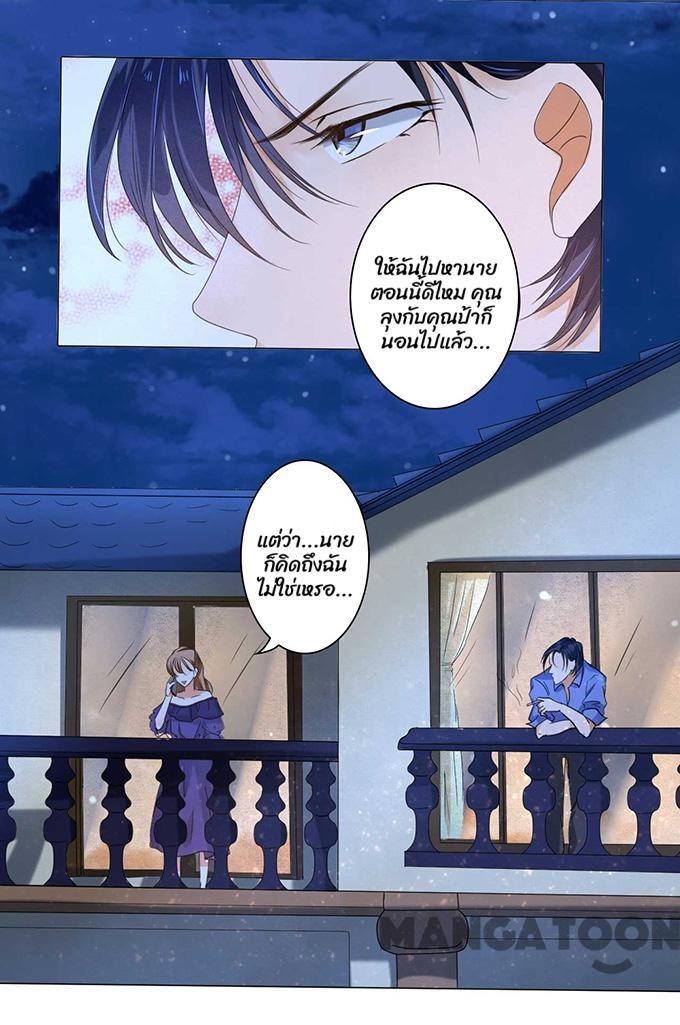 ให้ฉันไปหานาย
ตอนนี้ดีไหม คุณ
ลุงกับคุณป้าก็
นอนไปแล้ว...
แต่ว่า...นาย
ก็คิดถึงฉัน
ไม่ใช่เหรอ...
MANGATOON